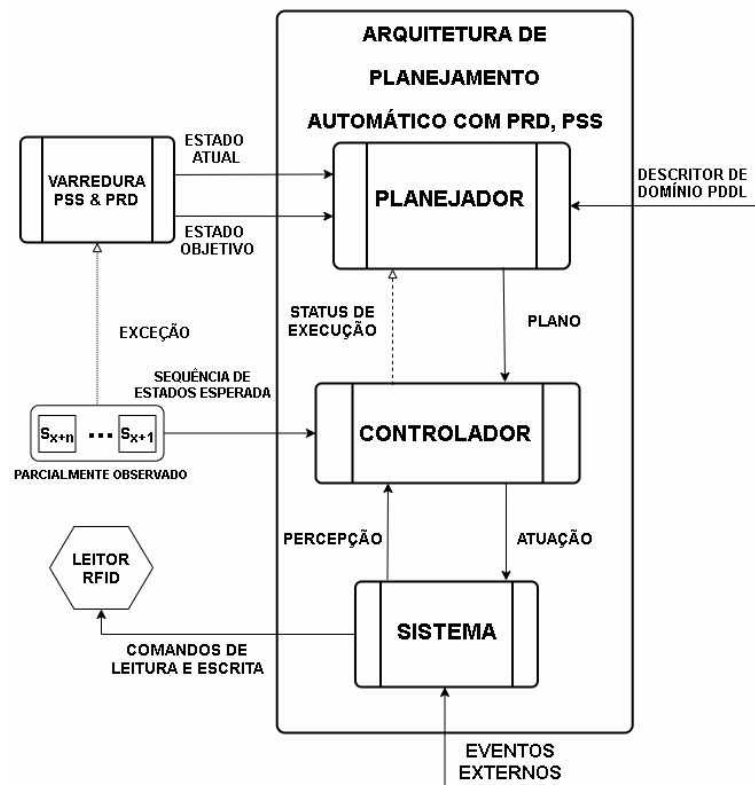 ARQUITETURA DE
PLANEJAMENTO
AUTOMÁTICO COM PRD, PSS
VARREDURA
PSS & PRD
ESTADO
ATUAL
ESTADO
OBJETIVO
PLANEJADOR
DESCRITOR DE
DOMÍNIO PDDL
EXCEÇÃO
STATUS DE
EXECUÇÃO
PLANO
SEQUÊNCIA DE
ESTADOS ESPERADA
Sx+n ... Sx+1
PARCIALMENTE OBSERVADO
CONTROLADOR
PERCEPÇÃO
ATUAÇÃO
LEITOR
RFID
COMANDOS DE
LEITURA E ESCRITA
SISTEMA
EVENTOS
EXTERNOS